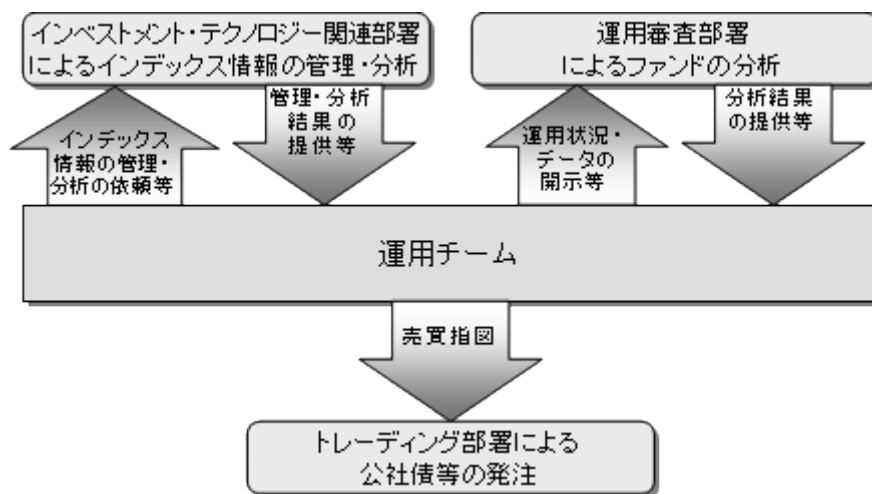 インベストメント・テクノロジー関連部署
によるインデックス情報の管理・分析
運用審査部署
によるファンドの分析
インデックス
情報の管理・
分析の依頼等
管理・分析
結果の
提供等
運用状況・
データの
開示等
分析結果
の提供等
運用チーム
売買指図
トレーディング部署による
公社債等の発注